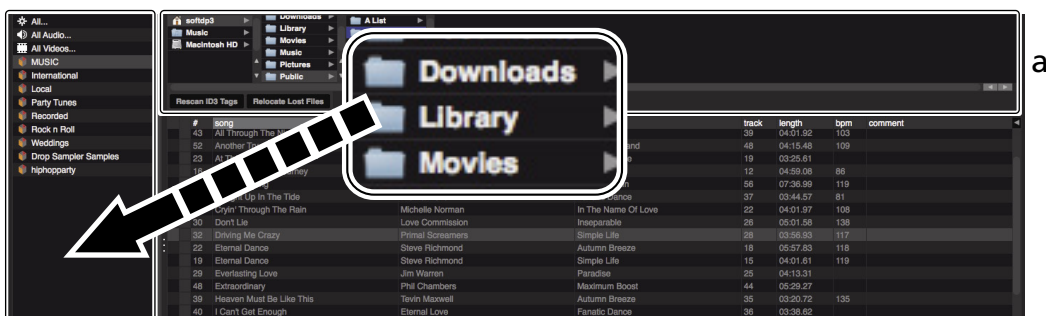 All...
All Audio...
All Videos...
MUSIC
International
Local
Party Tunes
Recorded
Rock n Roll
Weddings
Drop Sampler Samples
hiphopparty
softdp3
Music
Macintosh HD
Downloads
Library
Movies
Music
Pictures
Public
A List
Downloads
Library
Movies
a
Rescan ID3 Tags Relocate Lost Files
# song track length bpm comment
43 All Through The 39 04:01.92 103
52 Another 48 04:15.48 109
23 19 03:25.61
12 04:59.08 86
56 07:36.99 119
Up In The Tide 37 03:44.57 81
Cryin' Through The Rain Michelle Norman In The Name Of Love 22 04:01.97 108
30 Don't Lie Love Commission Inseparable 26 05:01.58 138
32 Driving Me Crazy Primal Screamers Simple Life 28 03:56.93 117
22 Eternal Dance Steve Richmond Autumn Breeze 18 05:57.83 118
19 Eternal Dance Steve Richmond Simple Life 15 04:01.61 119
29 Everlasting Love Jim Warren Paradise 25 04:13.31
48 Extraordinary Phil Chambers Maximum Boost 44 05:29.27
39 Heaven Must Be Like This Tevin Maxwell Autumn Breeze 35 03:20.72 135
40 I Can't Get Enough Eternal Love Fanatic Dance 36 03:38.62